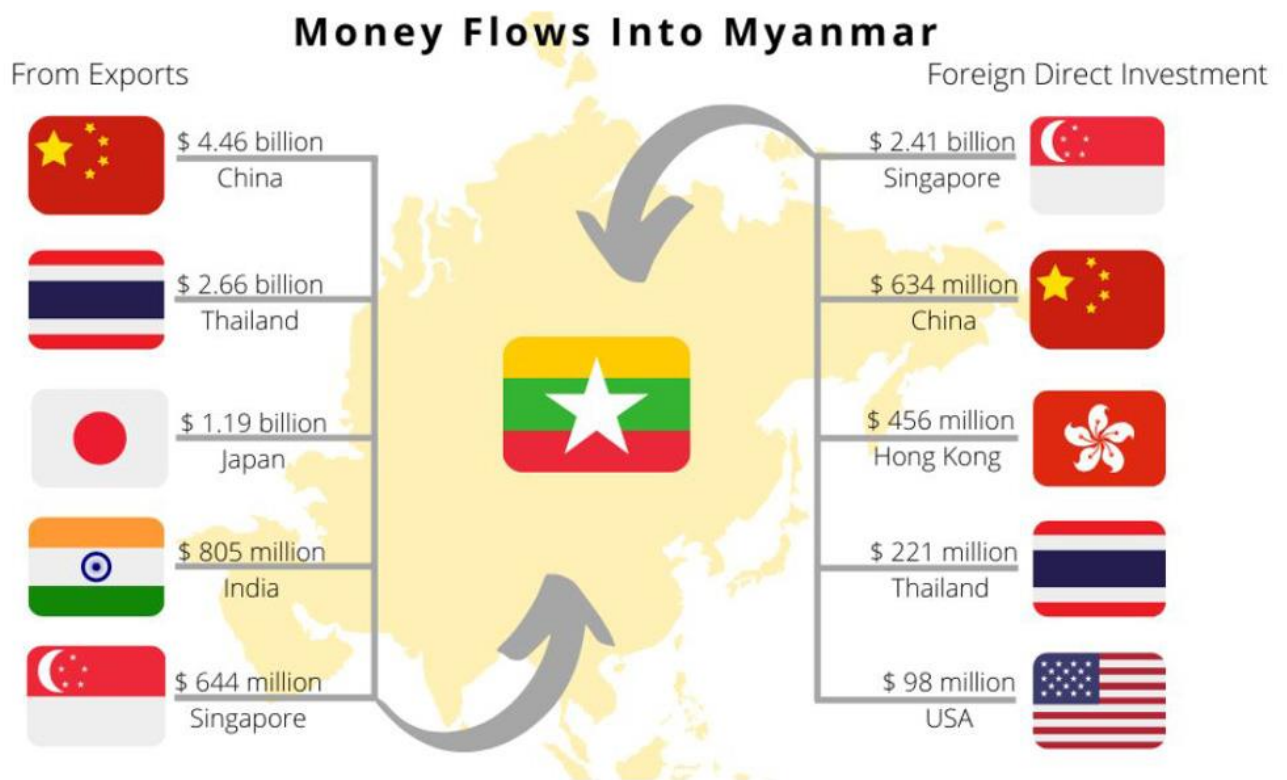 Money Flows Into Myanmar
From Exports
$ 4.46 billion
China
$ 2.66 billion
Thailand
$ 1.19 billion
Japan
$ 805 million
India
$ 644 million
Singapore
Foreign Direct Investment
$ 2.41 billion
Singapore
$ 634 million
China
$ 456 million
Hong Kong
$ 221 million
Thailand
$ 98 million
USA